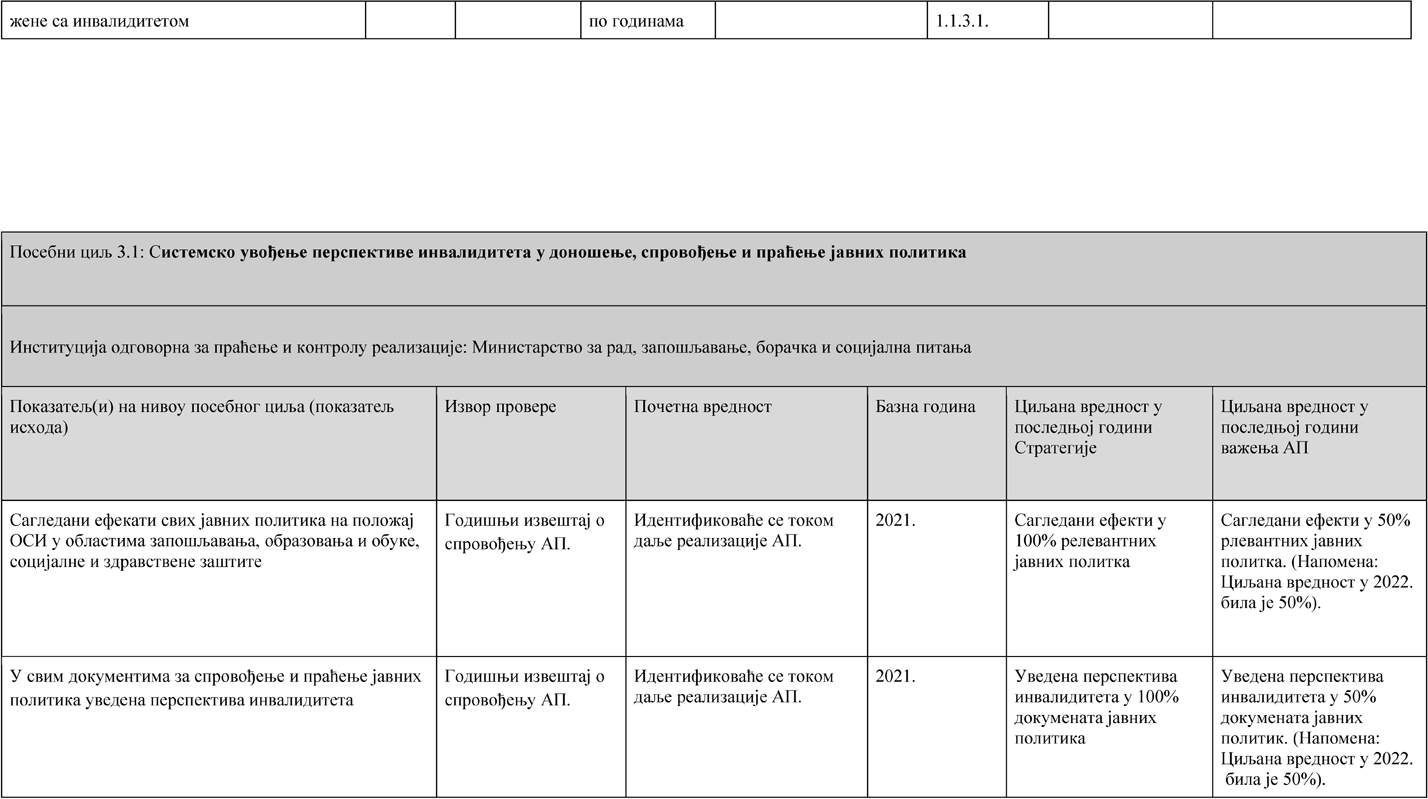 жене са инвалидитетом по годинама 1.1.3.1.
Посебни циљ 3.1: Системско увођење перспективе инвалидитета у доношење, спровођење и праћење јавних политика
Институција одговорна за праћење и контролу реализације: Министарство за рад, запошљавање, борачка и социјална питања
Показатељ(и) на нивоу посебног циља (показатељ
исхода)
Извор провере
Почетна вредност
Базна година
Циљана вредност у
последњој години
Стратегије
Циљана вредност у
последњој години
важења АП
Сагледани ефекати свих јавних политика на положај
ОСИ у областима запошљавања, образовања и обуке,
социјалне и здравствене заштите
Годишњи извештај о
спровођењу АП.
Идентификоваће се током
даље реализације АП.
2021.
Сагледани ефекти у
100% релевантних
јавних политка
Сагледани ефекти у 50%
рлевантних јавних
политка. (Напомена:
Циљана вредност у 2022.
била је 50%).
У свим документима за спровођење и праћење јавних
политика уведена перспектива инвалидитета
Годишњи извештај о
спровођењу АП.
Идентификоваће се током
даље реализације АП.
2021.
Уведена перспектива
инвалидитета у 100%
докумената јавних
политика
Уведена перспектива
инвалидитета у 50%
докумената јавних
политик. (Напомена:
Циљана вредност у 2022.
била је 50%).